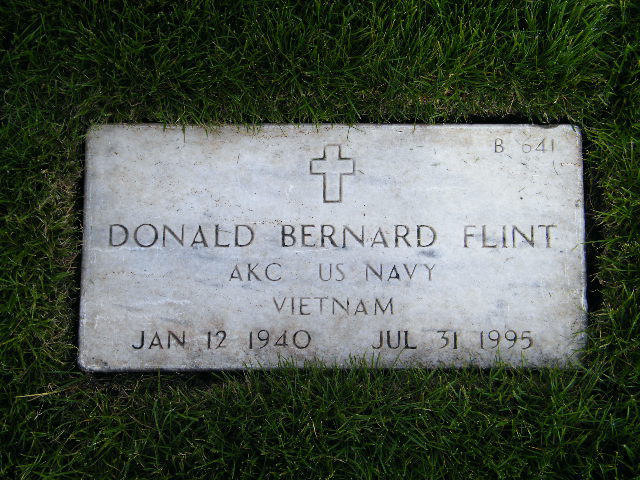 B 641
DONALD BERNARD FLINT
AKC US NAVY
VIETNAM
JAN 12 1940 JUL 31 1995